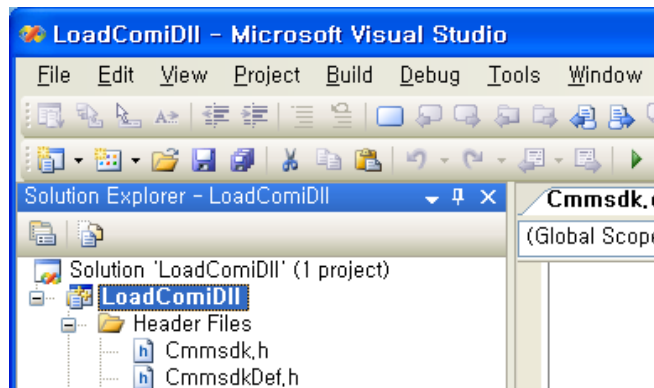 LoadComiDll - Microsoft Visual Studio
File Edit View Project Build Debug Tools Window
Solution Explorer - LoadComiDll
Cmmsdk.
(Global Scope
Solution 'LoadComiDll' (1 project)
LoadComiDll
Header Files
Cmmsdk.h
CmmsdkDef.h